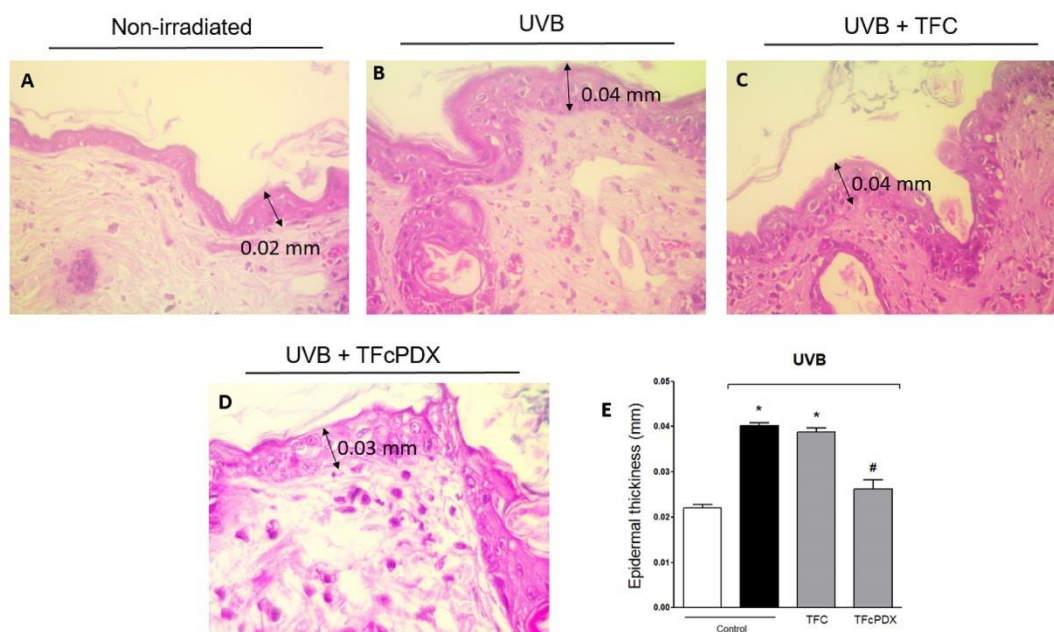 Non-irradiated
UVB
UVB + TFC
A
0.02 mm
B
0.04 mm
C
0.04 mm
UVB + TFcPDX
D
0.03 mm
E
UVB
Epidermal thickiness (mm)
0.05
0.04
0.03
0.02
0.01
0.00
*
*
#
Control
TFC
TFcPDX